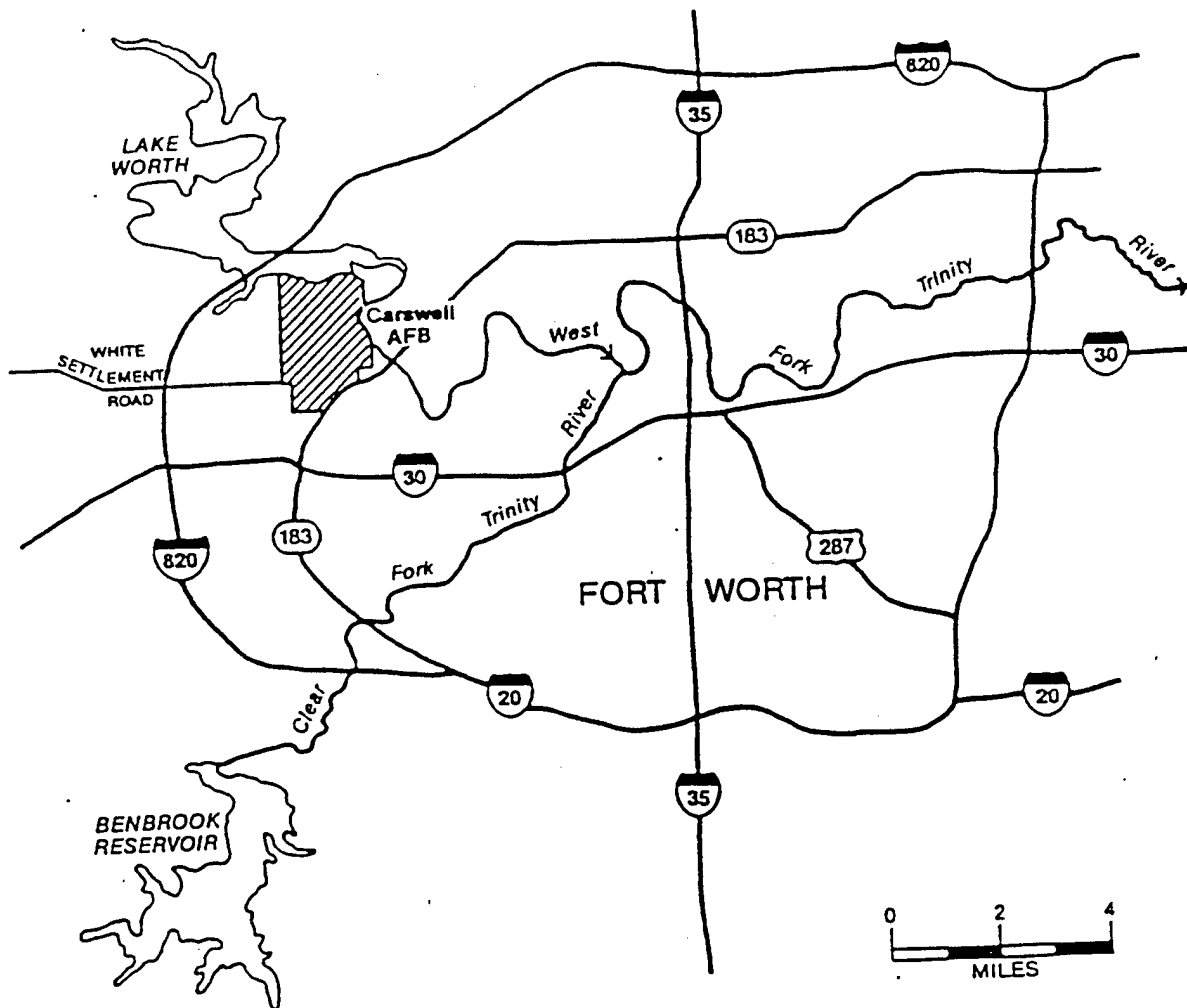 820
35
LAKE
WORTH
183
Trinity
River
Carswell
AFB
West
Fork
30
WHITE
SETTLEMENT
ROAD
River
30
Trinity
183
820
Fork
287
FORT WORTH
Clear
20
20
35
BENBROOK
RESERVOIR
0 2 4
MILES